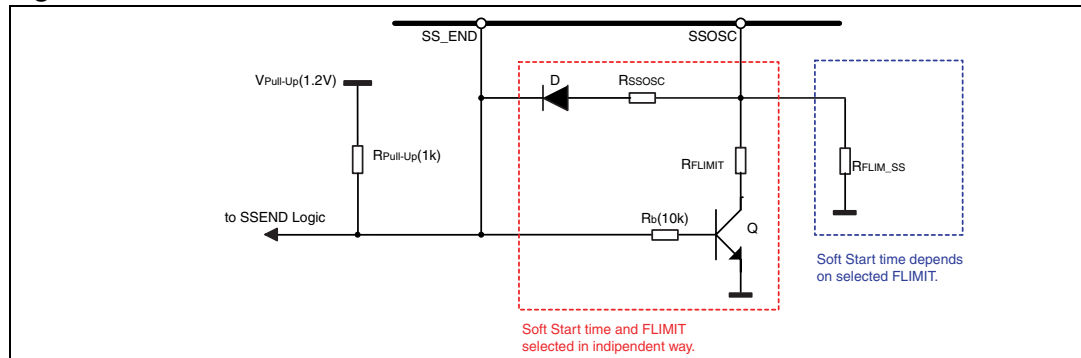 SS_END
SSOSC
VPull-Up(1.2V)
D
RSSOSC
RPull-Up(1k)
RFLIMIT
RFLIM_SS
to SSEND Logic
Rb(10k)
Q
Soft Start time depends
on selected FLIMIT.
Soft Start time and FLIMIT
selected in indipendent way.